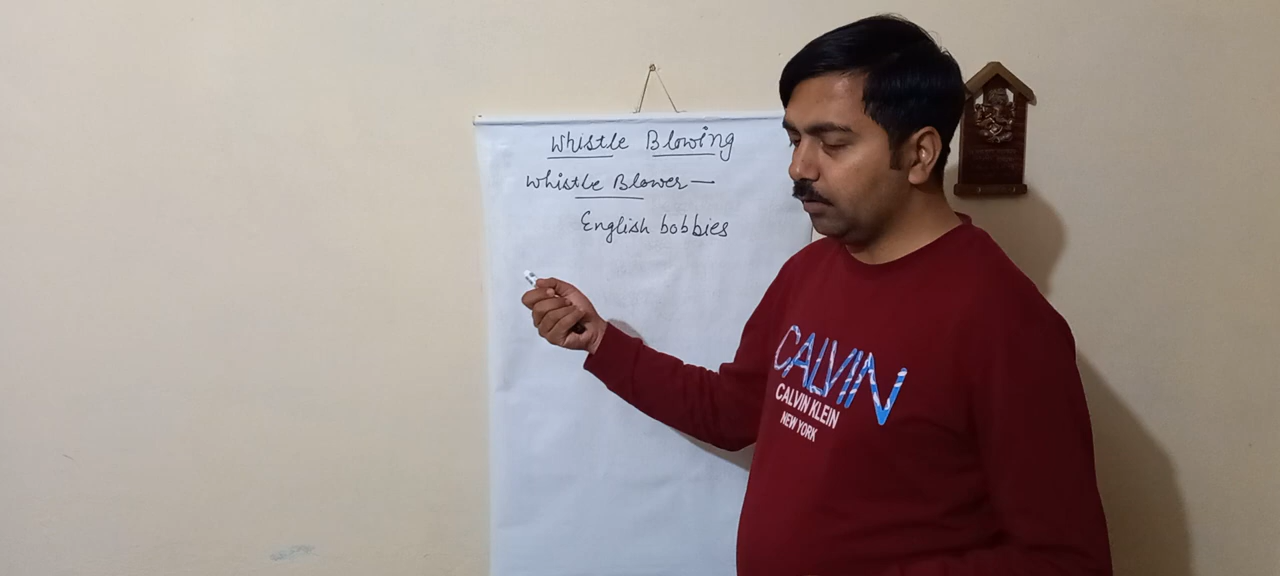 Whistle Blowing
Whistle Blower —
English bobbies
CALVIN
CALVIN KLEIN
NEW YORK